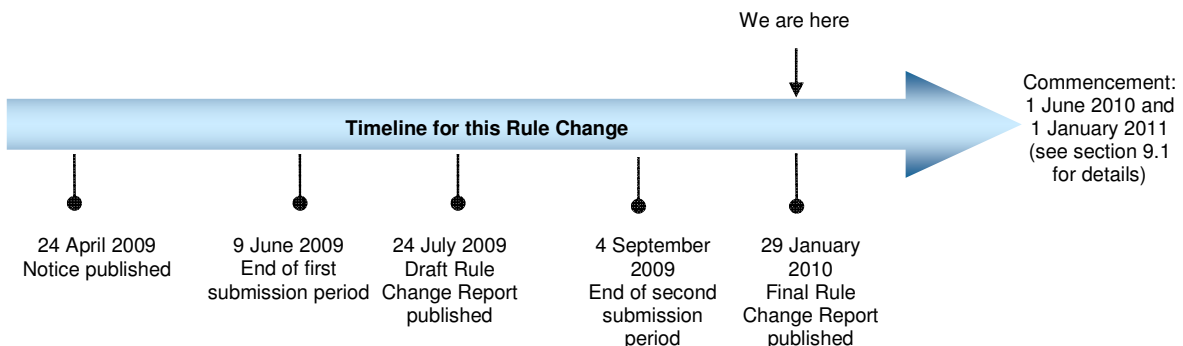 We are here
Timeline for this Rule Change
Commencement:
1 June 2010 and
1 January 2011
(see section 9.1
for details)
24 April 2009
Notice published
9 June 2009
End of first
submission period
24 July 2009
Draft Rule
Change Report
published
4 September
2009
End of second
submission
period
29 January
2010
Final Rule
Change Report
published